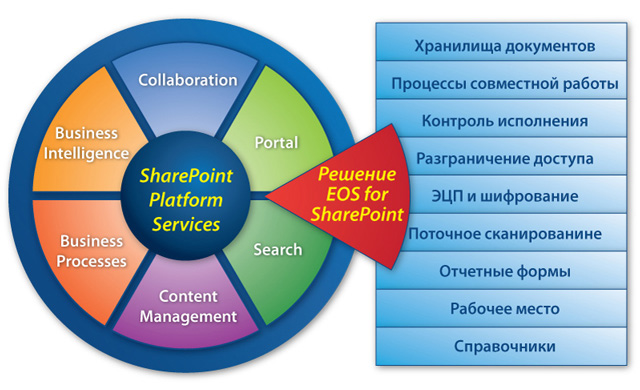 Collaboration
Portal
Search
Content
Management
Business
Processes
Business
Intelligence
SharePoint
Platform
Services
Решение
EOS for
SharePoint
Хранилища документов
Процессы совместной работы
Контроль исполнения
Разграничение доступа
ЭЦП и шифрование
Поточное сканированине
Отчетные формы
Рабочее место
Справочники